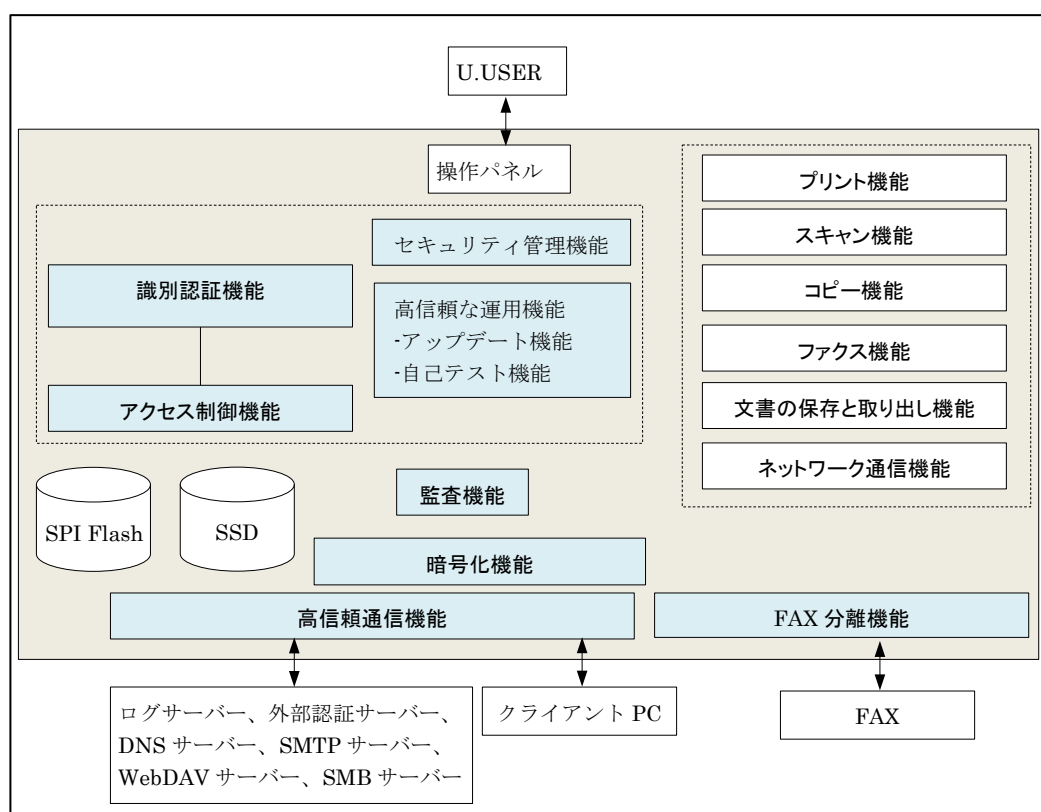 U.USER
操作パネル
プリント機能
スキャン機能
コピー機能
ファクス機能
文書の保存と取り出し機能
ネットワーク通信機能
セキュリティ管理機能
識別認証機能
高信頼な運用機能
-アップデート機能
-自己テスト機能
アクセス制御機能
監査機能
SPI Flash
SSD
暗号化機能
高信頼通信機能
FAX 分離機能
ログサーバー、外部認証サーバー、
DNS サーバー、SMTP サーバー、
WebDAV サーバー、SMB サーバー
クライアント PC
FAX